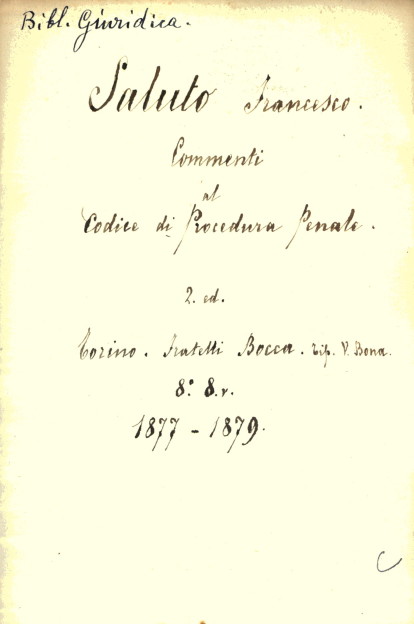 Bibl. Giuridica.
Saluto Francesco.
Commenti
al
Codice di Procedura Penale.
2. ed.
Torino. Fratelli Bocca. Tip. V. Bona.
8.° 8.v.
1877 - 1879.
C